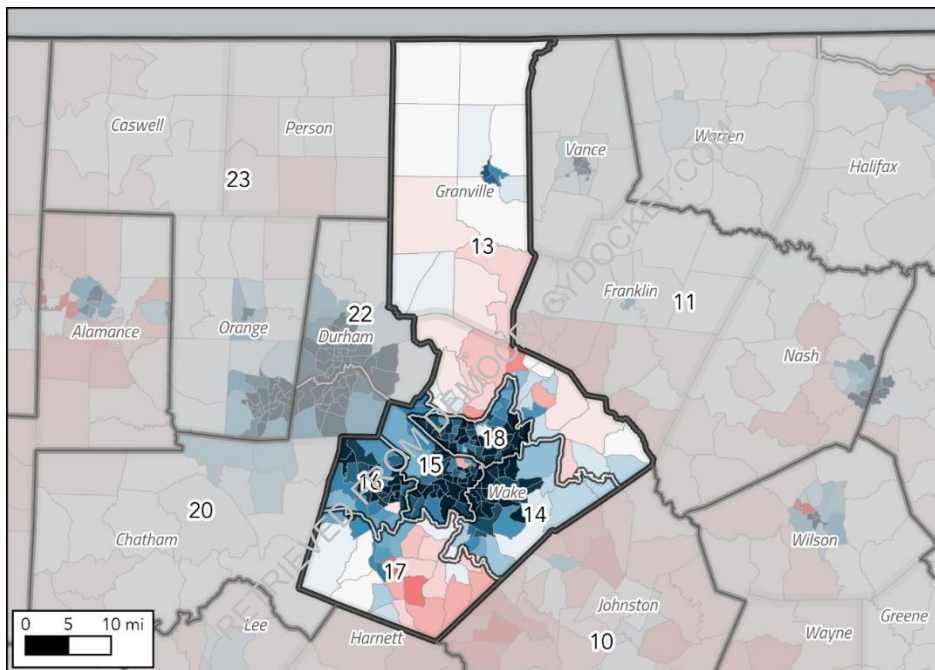 Caswell
Person
Vance
Warren
Halifax
23
Granville
13
Franklin
11
22
Alamance
Orange
Durham
Nash
18
15
16
Wake
20
14
Chatham
Wilson
17
0 5 10 mi
Lee
Harnett
Johnston
10
Wayne
Greene
RETRIEVED FROM DEMOCRACYDOCKET.COM